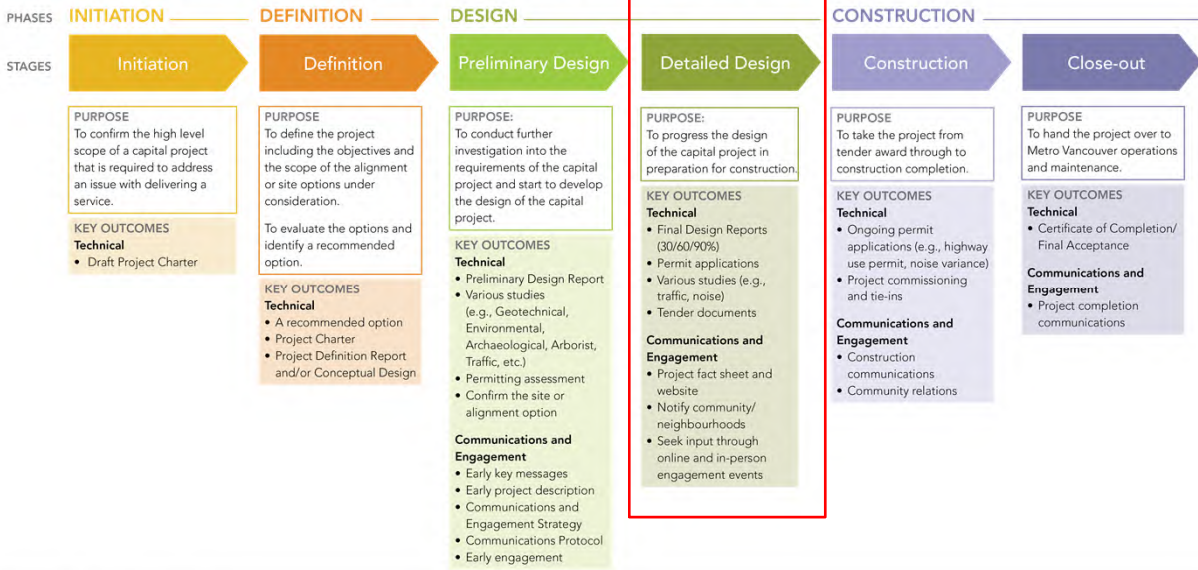 PHASES
INITIATION
DEFINITION
DESIGN
CONSTRUCTION
STAGES
Initiation
Definition
Preliminary Design
Detailed Design
Construction
Close-out
PURPOSE
To confirm the high level
scope of a capital project
that is required to address
an issue with delivering a
service.
KEY OUTCOMES
Technical
• Draft Project Charter
PURPOSE
To define the project
including the objectives and
the scope of the alignment
or site options under
consideration.
To evaluate the options and
identify a recommended
option.
KEY OUTCOMES
Technical
• A recommended option
• Project Charter
• Project Definition Report
and/or Conceptual Design
PURPOSE:
To conduct further
investigation into the
requirements of the capital
project and start to develop
the design of the capital
project.
KEY OUTCOMES
Technical
• Preliminary Design Report
• Various studies
(e.g., Geotechnical,
Environmental,
Archaeological, Arborist,
Traffic, etc.)
• Permitting assessment
• Confirm the site or
alignment option
Communications and
Engagement
• Early key messages
• Early project description
• Communications and
Engagement Strategy
• Communications Protocol
• Early engagement
PURPOSE:
To progress the design
of the capital project in
preparation for construction.
KEY OUTCOMES
Technical
• Final Design Reports
(30/60/90%)
• Permit applications
• Various studies (e.g.,
traffic, noise)
• Tender documents
Communications and
Engagement
• Project fact sheet and
website
• Notify community/
neighbourhoods
• Seek input through
online and in-person
engagement events
PURPOSE
To take the project from
tender award through to
construction completion.
KEY OUTCOMES
Technical
• Ongoing permit
applications (e.g., highway
use permit, noise variance)
• Project commissioning
and tie-ins
Communications and
Engagement
• Construction
communications
• Community relations
PURPOSE
To hand the project over to
Metro Vancouver operations
and maintenance.
KEY OUTCOMES
Technical
• Certificate of Completion/
Final Acceptance
Communications and
Engagement
• Project completion
communications